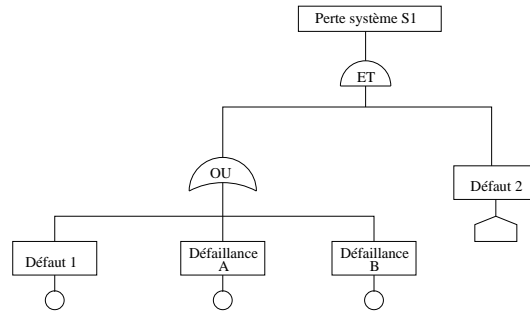 Perte système S1
ET
OU
Défaut 2
Défaut 1
Défaillance
A
Défaillance
B